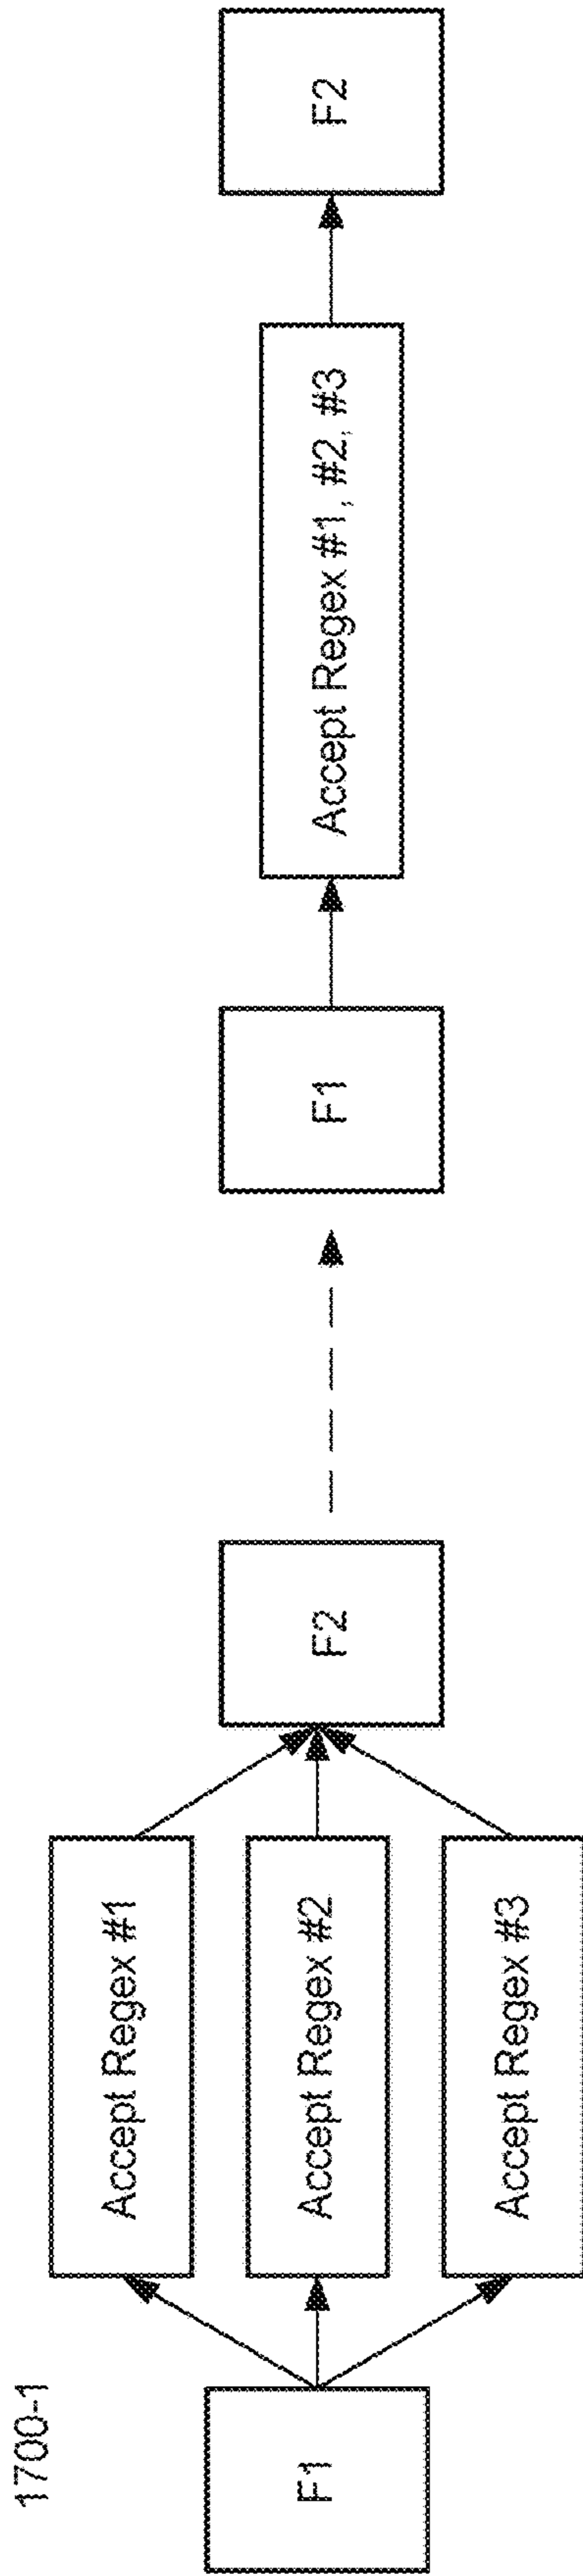 1700-1
F1
Accept Regex #1
Accept Regex #2
Accept Regex #3
F2
F1
Accept Regex #1, #2, #3
F2